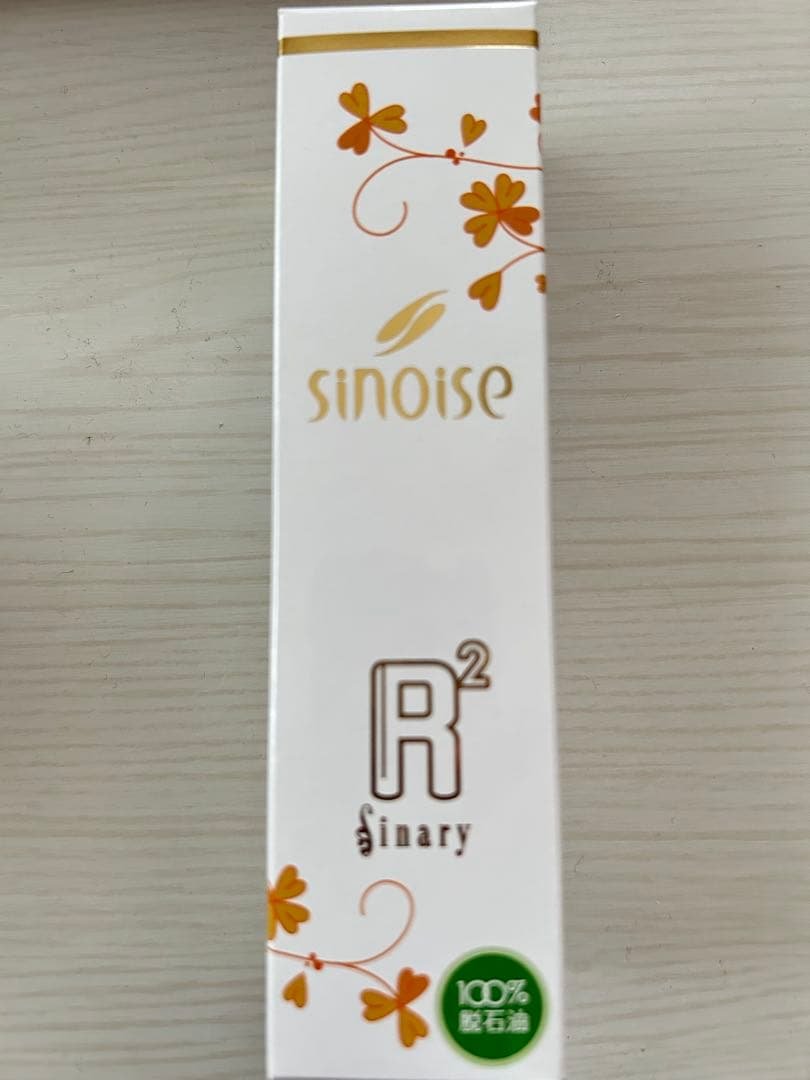 sinoise
R²
Sinary
100%
脱石油